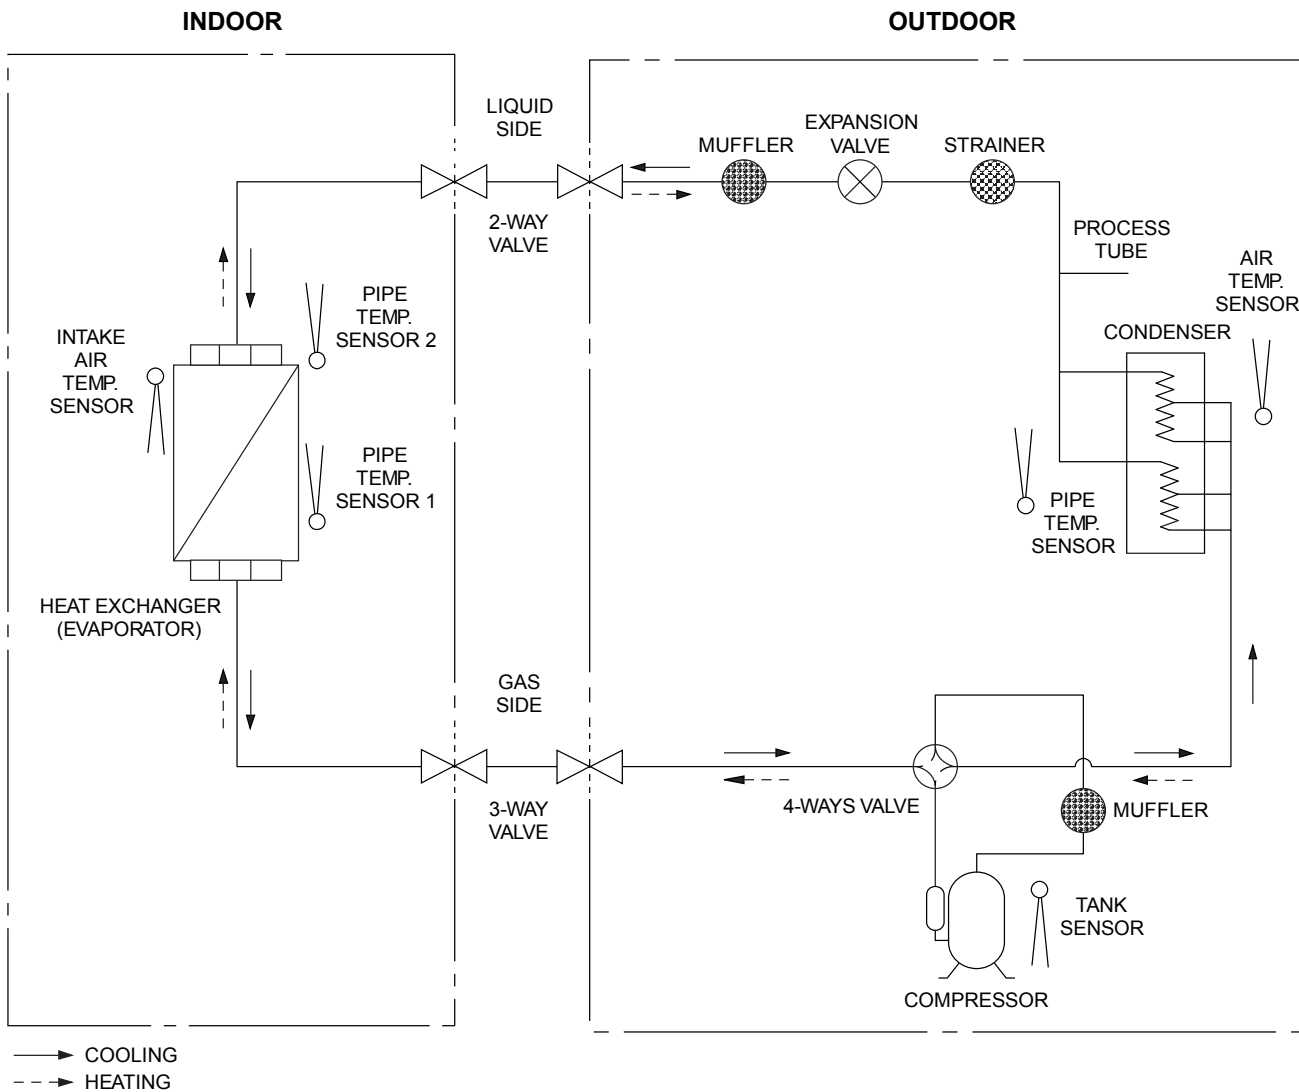 INDOOR
OUTDOOR
LIQUID
SIDE
2-WAY
VALVE
MUFFLER
EXPANSION
VALVE
STRAINER
PROCESS
TUBE
AIR
TEMP.
SENSOR
CONDENSER
PIPE
TEMP.
SENSOR 2
INTAKE
AIR
TEMP.
SENSOR
PIPE
TEMP.
SENSOR 1
PIPE
TEMP.
SENSOR
HEAT EXCHANGER
(EVAPORATOR)
GAS
SIDE
3-WAY
VALVE
4-WAYS VALVE
MUFFLER
TANK
SENSOR
COMPRESSOR
COOLING
HEATING